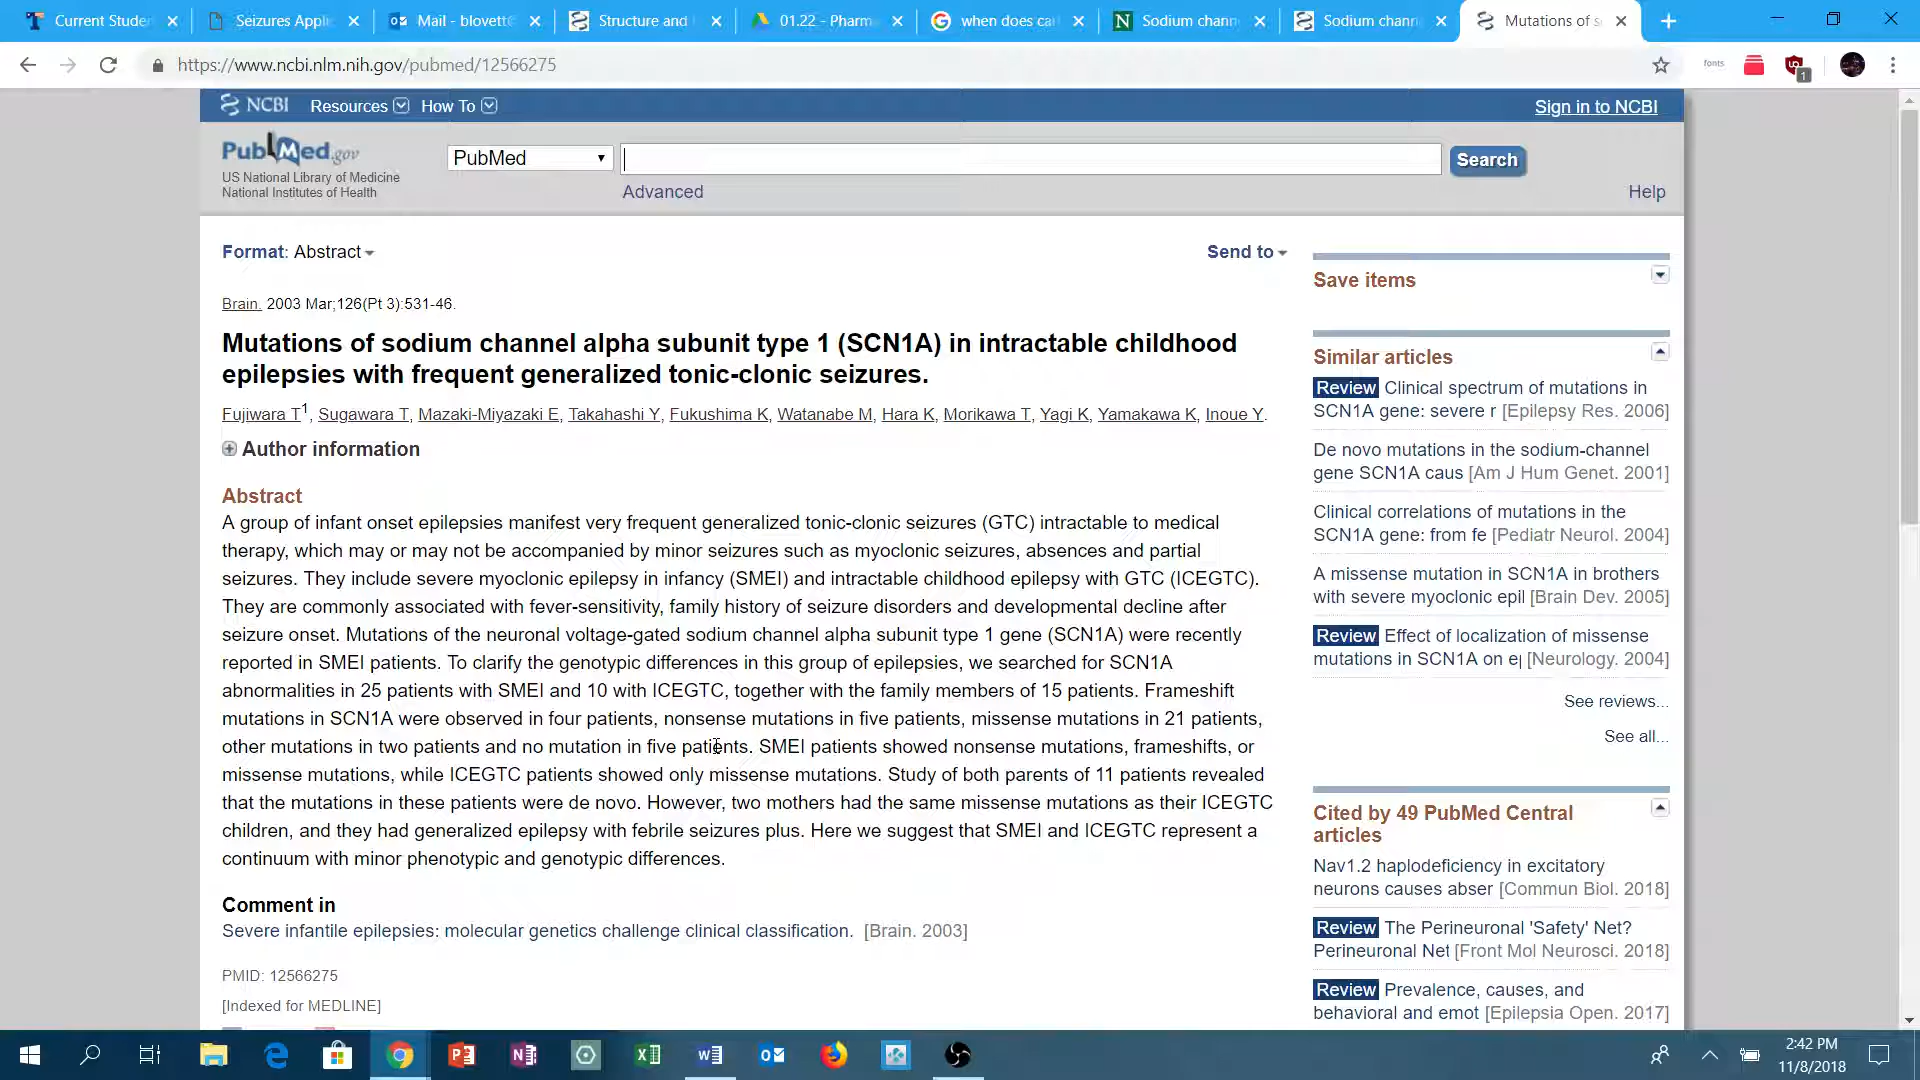 Current Studen
Seizures Applie
Mail - blovett6
Structure and
01.22 - Pharm
when does car
Sodium chann
Sodium chann
Mutations of so
https://www.ncbi.nlm.nih.gov/pubmed/12566275
fonts
1
NCBI Resources How To Sign in to NCBI
PubMed.gov
US National Library of Medicine
National Institutes of Health
PubMed
Search
Advanced
Help
Format: Abstract
Send to
Brain. 2003 Mar;126(Pt 3):531-46.
Mutations of sodium channel alpha subunit type 1 (SCN1A) in intractable childhood
epilepsies with frequent generalized tonic-clonic seizures.
Fujiwara T1, Sugawara T, Mazaki-Miyazaki E, Takahashi Y, Fukushima K, Watanabe M, Hara K, Morikawa T, Yagi K, Yamakawa K, Inoue Y.
Author information
Abstract
A group of infant onset epilepsies manifest very frequent generalized tonic-clonic seizures (GTC) intractable to medical
therapy, which may or may not be accompanied by minor seizures such as myoclonic seizures, absences and partial
seizures. They include severe myoclonic epilepsy in infancy (SMEI) and intractable childhood epilepsy with GTC (ICEGTC).
They are commonly associated with fever-sensitivity, family history of seizure disorders and developmental decline after
seizure onset. Mutations of the neuronal voltage-gated sodium channel alpha subunit type 1 gene (SCN1A) were recently
reported in SMEI patients. To clarify the genotypic differences in this group of epilepsies, we searched for SCN1A
abnormalities in 25 patients with SMEI and 10 with ICEGTC, together with the family members of 15 patients. Frameshift
mutations in SCN1A were observed in four patients, nonsense mutations in five patients, missense mutations in 21 patients,
other mutations in two patients and no mutation in five patients. SMEI patients showed nonsense mutations, frameshifts, or
missense mutations, while ICEGTC patients showed only missense mutations. Study of both parents of 11 patients revealed
that the mutations in these patients were de novo. However, two mothers had the same missense mutations as their ICEGTC
children, and they had generalized epilepsy with febrile seizures plus. Here we suggest that SMEI and ICEGTC represent a
continuum with minor phenotypic and genotypic differences.
Comment in
Severe infantile epilepsies: molecular genetics challenge clinical classification. [Brain. 2003]
PMID: 12566275
[Indexed for MEDLINE]
Save items
Similar articles
Review Clinical spectrum of mutations in
SCN1A gene: severe r [Epilepsy Res. 2006]
De novo mutations in the sodium-channel
gene SCN1A caus [Am J Hum Genet. 2001]
Clinical correlations of mutations in the
SCN1A gene: from fe [Pediatr Neurol. 2004]
A missense mutation in SCN1A in brothers
with severe myoclonic epil [Brain Dev. 2005]
Review Effect of localization of missense
mutations in SCN1A on e [Neurology. 2004]
See reviews...
See all...
Cited by 49 PubMed Central
articles
Nav1.2 haplodeficiency in excitatory
neurons causes abser [Commun Biol. 2018]
Review The Perineuronal 'Safety' Net?
Perineuronal Net [Front Mol Neurosci. 2018]
Review Prevalence, causes, and
behavioral and emot [Epilepsia Open. 2017]
2:42 PM
11/8/2018